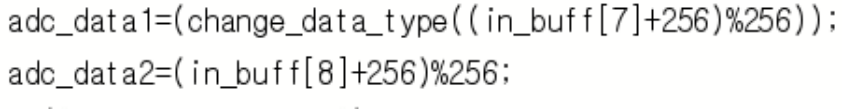 adc_data1=(change_data_type((in_buff[7]+256)%256));
adc_data2=(in_buff[8]+256)%256;